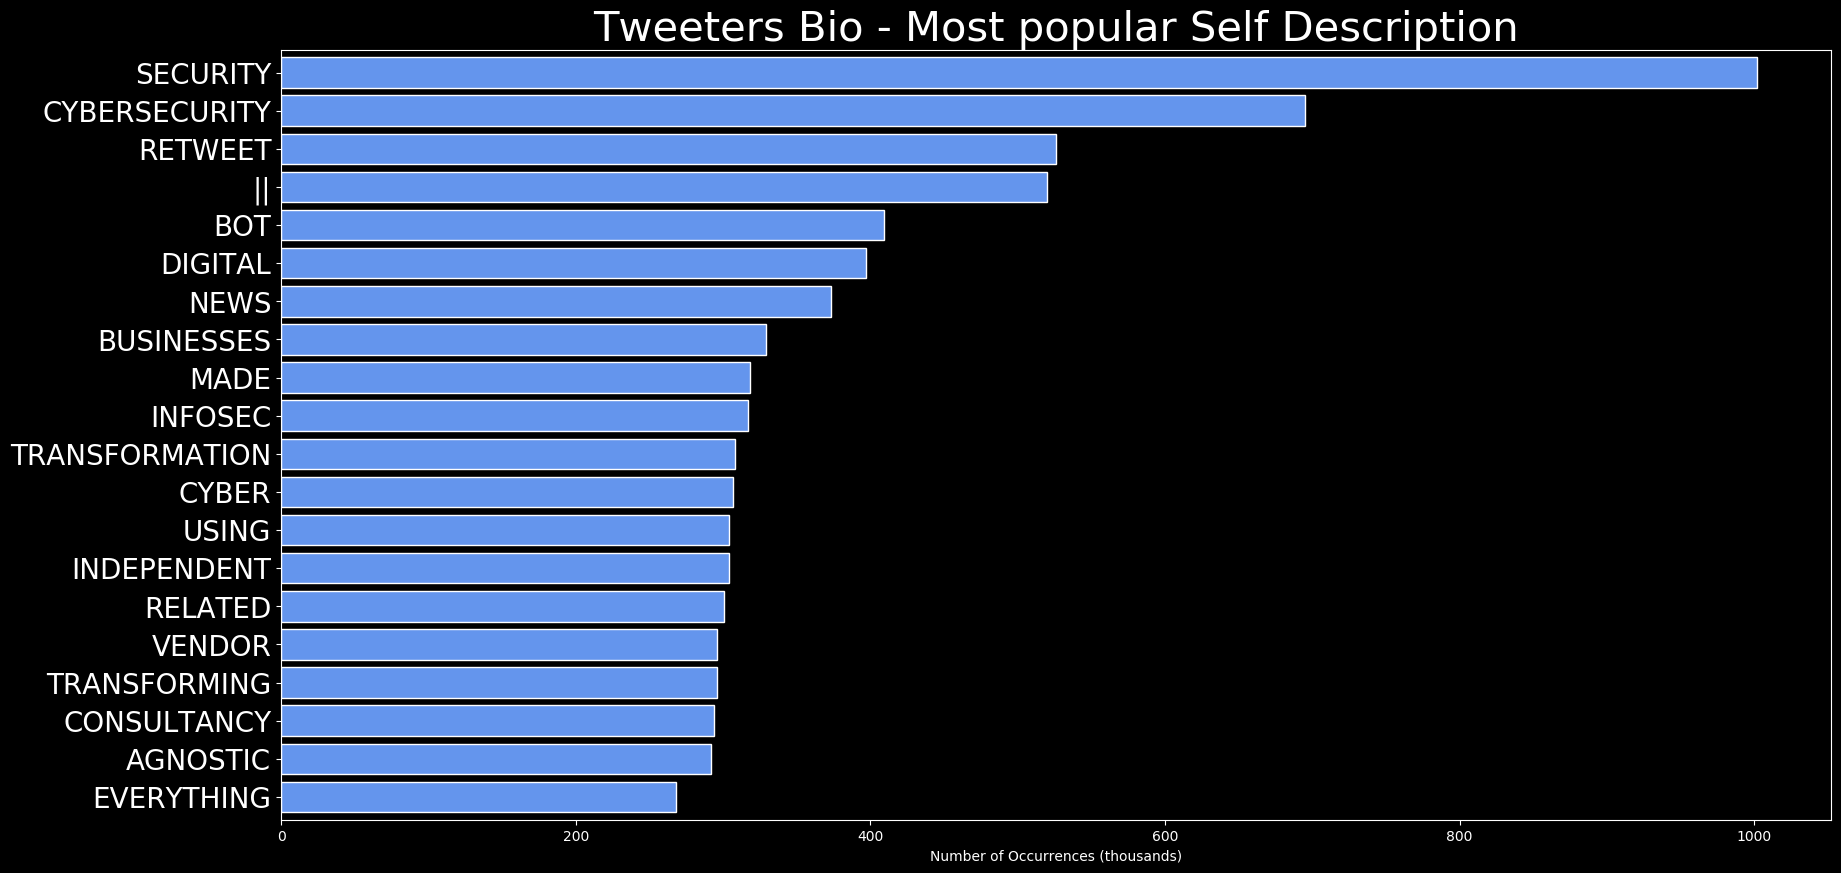 Tweeters Bio - Most popular Self Description
SECURITY
CYBERSECURITY
RETWEET
||
BOT
DIGITAL
NEWS
BUSINESSES
MADE
INFOSEC
TRANSFORMATION
CYBER
USING
INDEPENDENT
RELATED
VENDOR
TRANSFORMING
CONSULTANCY
AGNOSTIC
EVERYTHING
0 200 400 600 800 1000
Number of Occurrences (thousands)